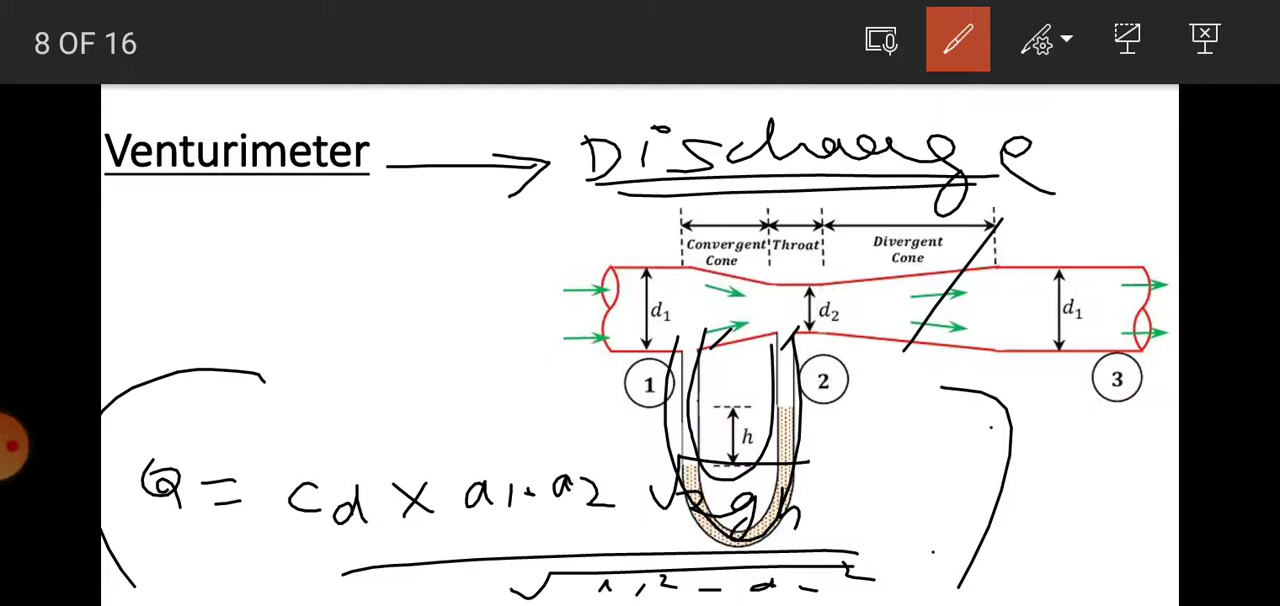 8 OF 16
Venturimeter Discharge
Convergent Throat Divergent
Cone Cone
d₁ d₂ d₁
1 2 3
h
Q = Cd × a1.a2 √2gh